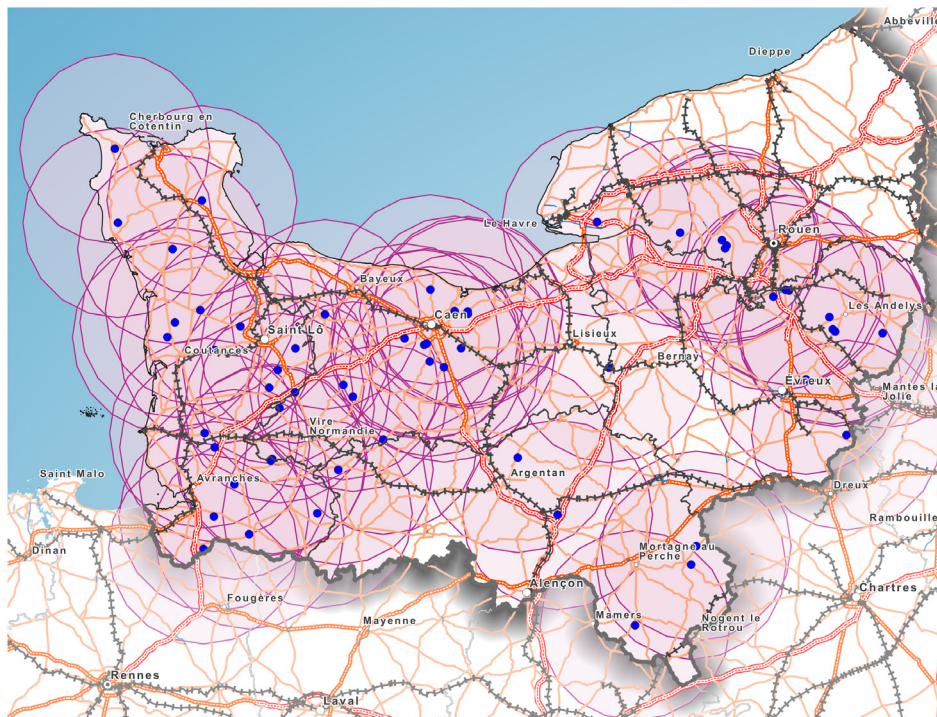 Abbeville
Dieppe
Cherbourg en
Cotentin
Le Havre
Rouen
Bayeux
Caen
Les Andelys
Saint Lô
Lisieux
Coutances
Bernay
Évreux
Mantes la
Jolie
Vire
Normandie
Argentan
Saint Malo
Avranches
Dreux
Rambouille
Dinan
Mortagne au
Perche
Alençon
Chartres
Fougères
Mamers
Nogent le
Rotrou
Mayenne
Rennes
Laval